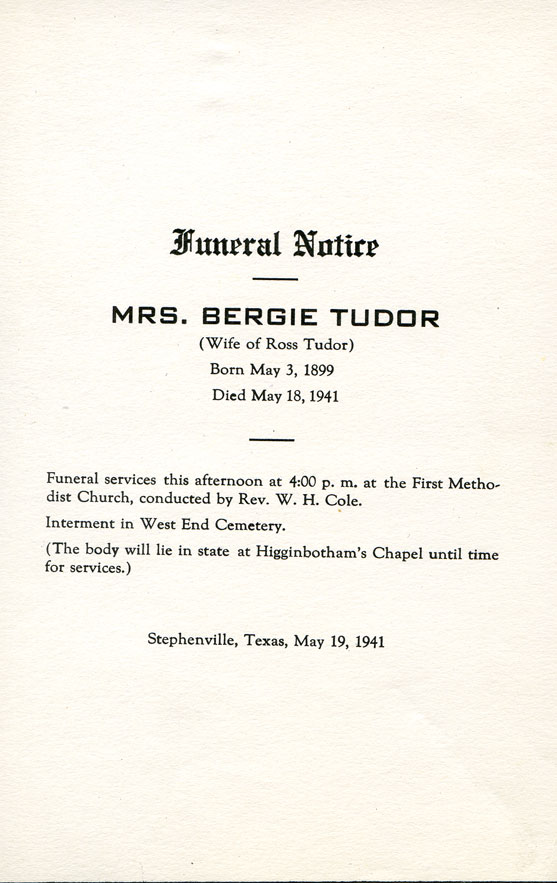 Funeral Notice
MRS. BERGIE TUDOR
(Wife of Ross Tudor)
Born May 3, 1899
Died May 18, 1941
Funeral services this afternoon at 4:00 p. m. at the First Metho-
dist Church, conducted by Rev. W. H. Cole.
Interment in West End Cemetery.
(The body will lie in state at Higginbotham's Chapel until time
for services.)
Stephenville, Texas, May 19, 1941